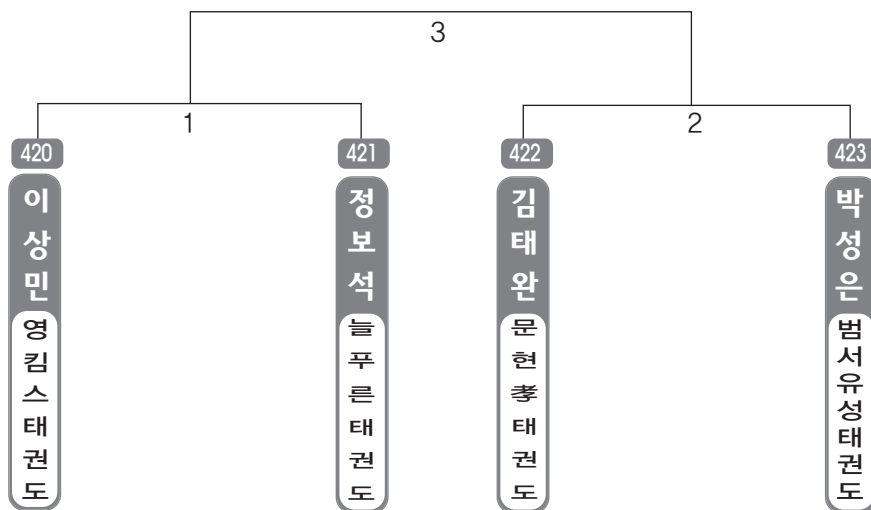 3
1
2
420
이상민
영킴스태권도
421
정보석
늘푸른태권도
422
김태완
문현孝태권도
423
박성은
범서유성태권도